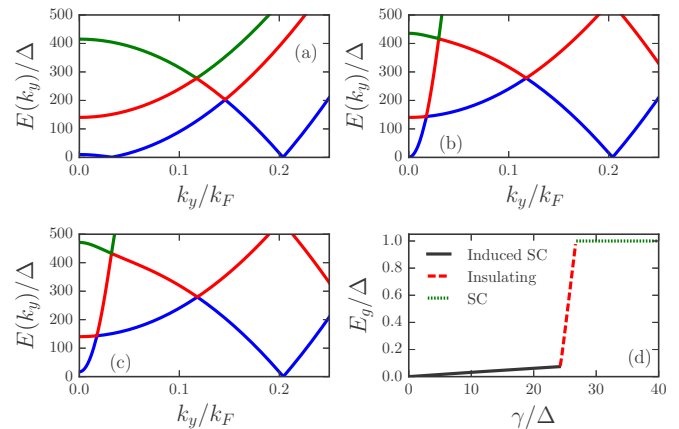 500
400
300
200
100
0
E(k_y)/Δ
(a)
0.0 0.1 0.2
k_y/k_F
500
400
300
200
100
0
E(k_y)/Δ
(b)
0.0 0.1 0.2
k_y/k_F
500
400
300
200
100
0
E(k_y)/Δ
(c)
0.0 0.1 0.2
k_y/k_F
1.0
0.8
0.6
0.4
0.2
0.0
E_g/Δ
Induced SC
Insulating
SC
(d)
0 10 20 30 40
γ/Δ